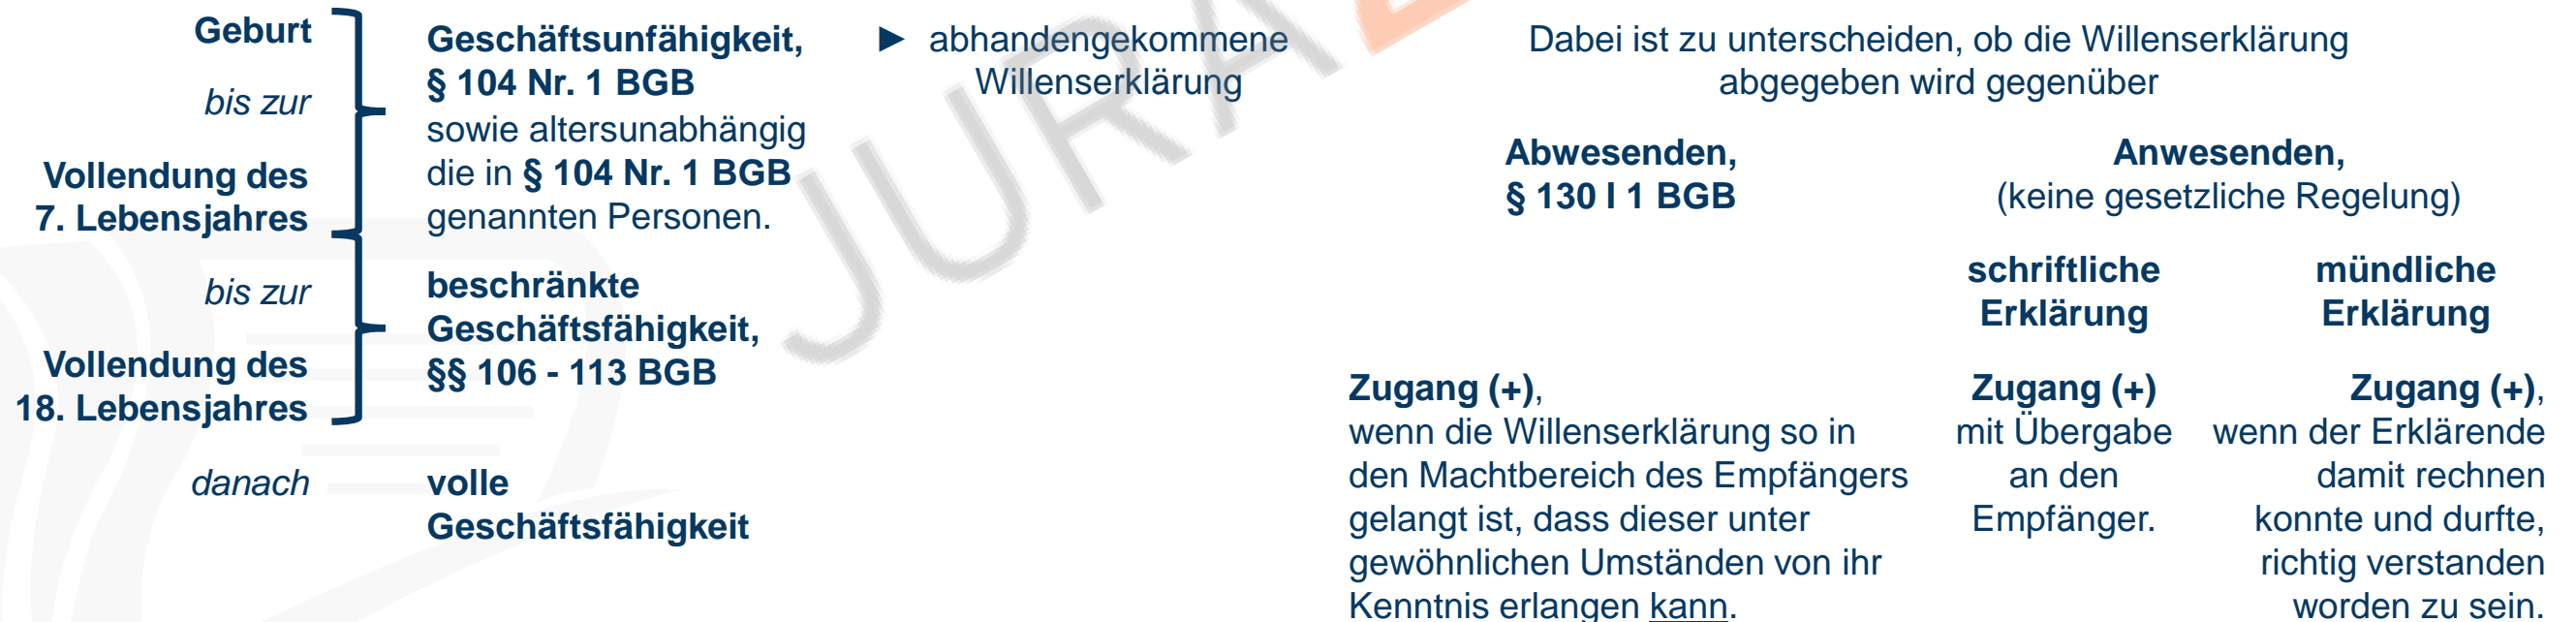 Geburt
bis zur
Vollendung des
7. Lebensjahres
bis zur
Vollendung des
18. Lebensjahres
danach
Geschäftsunfähigkeit,
§ 104 Nr. 1 BGB
sowie altersunabhängig
die in § 104 Nr. 1 BGB
genannten Personen.
beschränkte
Geschäftsfähigkeit,
§§ 106 - 113 BGB
volle
Geschäftsfähigkeit
► abhandengekommene
Willenserklärung
Dabei ist zu unterscheiden, ob die Willenserklärung
abgegeben wird gegenüber
Abwesenden,
§ 130 I 1 BGB
Zugang (+),
wenn die Willenserklärung so in
den Machtbereich des Empfängers
gelangt ist, dass dieser unter
gewöhnlichen Umständen von ihr
Kenntnis erlangen kann.
Anwesenden,
(keine gesetzliche Regelung)
schriftliche
Erklärung
Zugang (+)
mit Übergabe
an den
Empfänger.
mündliche
Erklärung
Zugang (+),
wenn der Erklärende
damit rechnen
konnte und durfte,
richtig verstanden
worden zu sein.
JURA